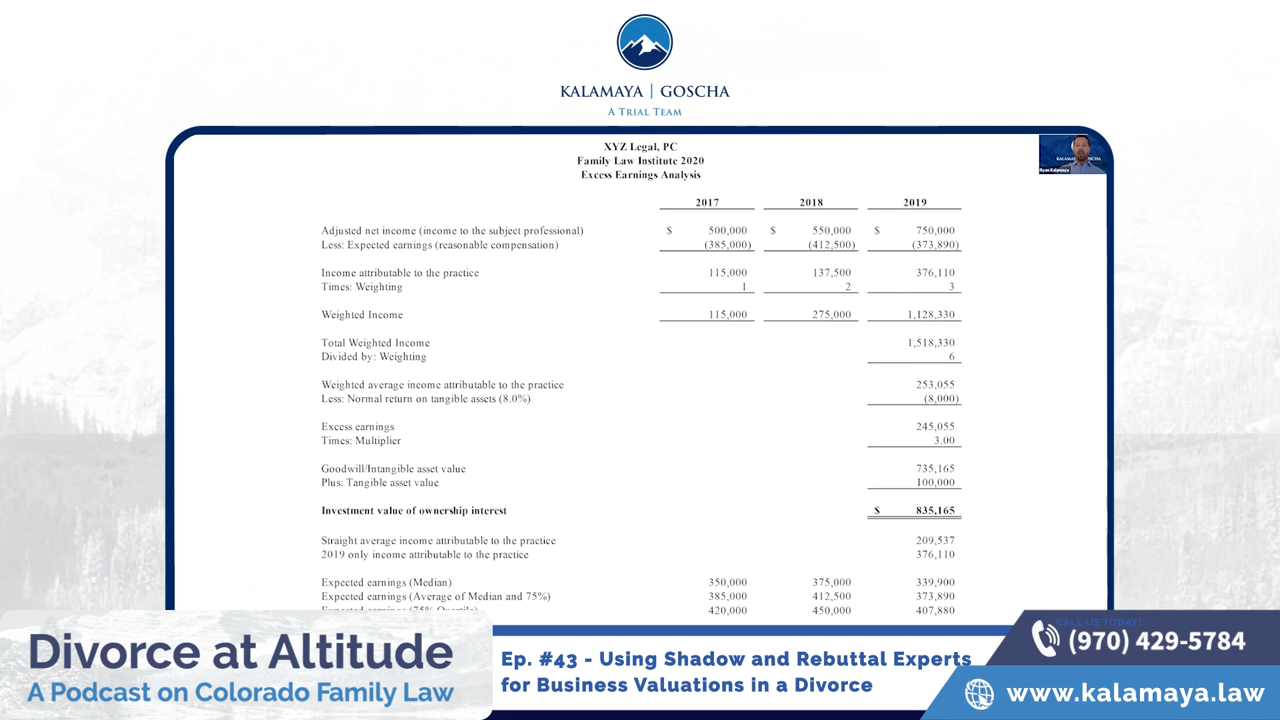 KALAMAYA | GOSCHA
A TRIAL TEAM
XYZ Legal, PC
Family Law Institute 2020
Excess Earnings Analysis
2017 2018 2019
Adjusted net income (income to the subject professional) $ 500,000 $ 550,000 $ 750,000
Less: Expected earnings (reasonable compensation) (385,000) (412,500) (373,890)
Income attributable to the practice 115,000 137,500 376,110
Times: Weighting 1 2 3
Weighted Income 115,000 275,000 1,128,330
Total Weighted Income 1,518,330
Divided by: Weighting 6
Weighted average income attributable to the practice 253,055
Less: Normal return on tangible assets (8.0%) (8,000)
Excess earnings 245,055
Times: Multiplier 3.00
Goodwill/Intangible asset value 735,165
Plus: Tangible asset value 100,000
Investment value of ownership interest $ 835,165
Straight average income attributable to the practice 209,537
2019 only income attributable to the practice 376,110
Expected earnings (Median) 350,000 375,000 339,900
Expected earnings (Average of Median and 75%) 385,000 412,500 373,890
Expected earnings (75% Quartile) 420,000 450,000 407,880
Ryan Kalamaya
Divorce at Altitude
A Podcast on Colorado Family Law
Ep. #43 - Using Shadow and Rebuttal Experts
for Business Valuations in a Divorce
CALL US TODAY!
(970) 429-5784
www.kalamaya.law